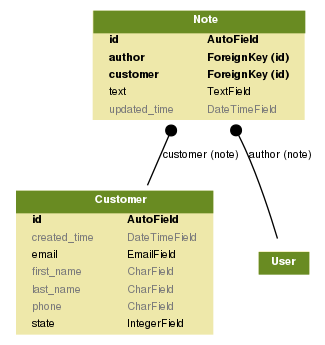 Note
id AutoField
author ForeignKey (id)
customer ForeignKey (id)
text TextField
updated_time DateTimeField
customer (note) author (note)
Customer
id AutoField
created_time DateTimeField
email EmailField
first_name CharField
last_name CharField
phone CharField
state IntegerField
User